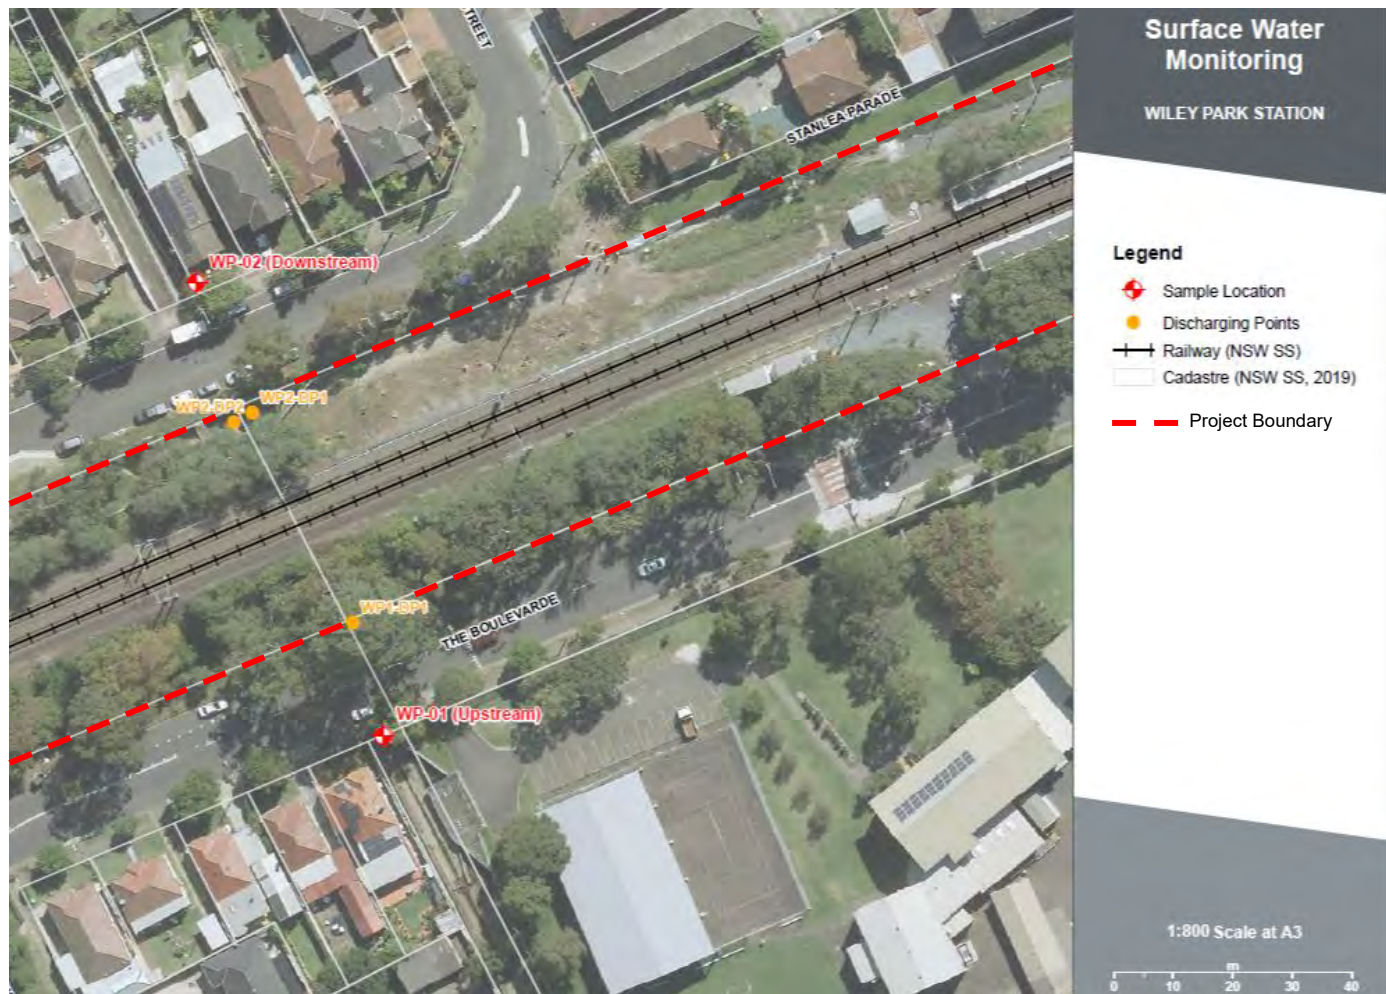 Surface Water
Monitoring
WILEY PARK STATION
Legend
Sample Location
Discharging Points
Railway (NSW SS)
Cadastre (NSW SS, 2019)
Project Boundary
1:800 Scale at A3
m
0 10 20 30 40
STREET
STANLEA PARADE
WP-02 (Downstream)
WP2-DP2
WP2-DP1
WP1-DP1
THE BOULEVARDE
WP-01 (Upstream)